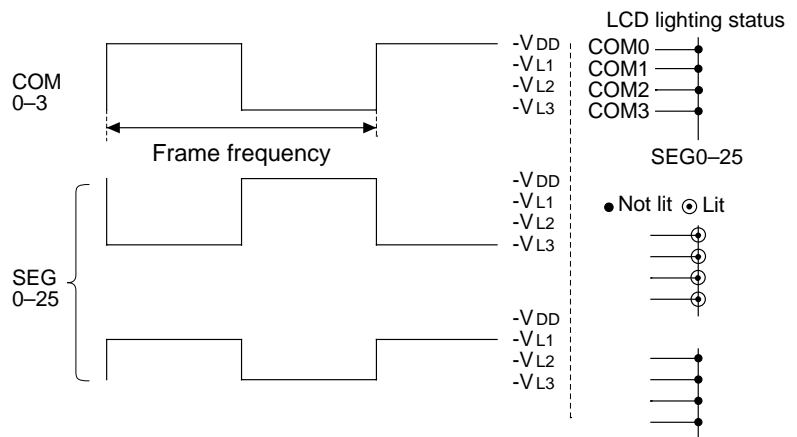 LCD lighting status
COM
0–3
-VDD
-VL1
-VL2
-VL3
COM0
COM1
COM2
COM3
SEG0–25
Frame frequency
SEG
0–25
-VDD
-VL1
-VL2
-VL3
Not lit Lit
-VDD
-VL1
-VL2
-VL3